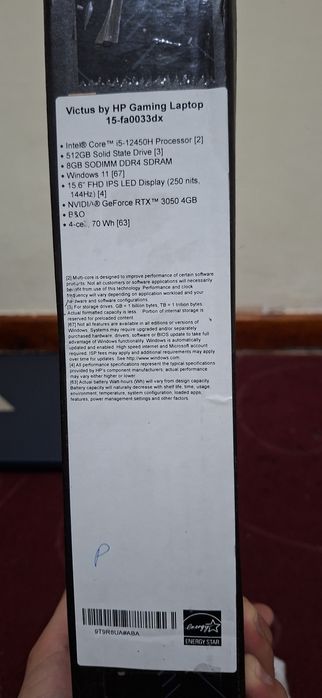 Victus by HP Gaming Laptop
15-fa0033dx
• Intel® Core™ i5-12450H Processor [2]
• 512GB Solid State Drive [3]
• 8GB SODIMM DDR4 SDRAM
• Windows 11 [67]
• 15.6" FHD IPS LED Display (250 nits,
144Hz) [4]
• NVIDIA® GeForce RTX™ 3050 4GB
• B&O
• 4-cell, 70 Wh [63]
[2] Multi-core is designed to improve performance of certain software
products. Not all customers or software applications will necessarily
benefit from use of this technology. Performance and clock
frequency will vary depending on application workload and your
hardware and software configurations.
[3] For storage drives, GB = 1 billion bytes. TB = 1 trillion bytes.
Actual formatted capacity is less. Portion of internal storage is
reserved for preloaded content.
[67] Not all features are available in all editions or versions of
Windows. Systems may require upgraded and/or separately
purchased hardware, drivers, software or BIOS update to take full
advantage of Windows functionality. Windows is automatically
updated and enabled. High speed internet and Microsoft account
required. ISP fees may apply and additional requirements may apply
over time for updates. See http://www.windows.com.
[4] All performance specifications represent the typical specifications
provided by HP's component manufacturers; actual performance
may vary either higher or lower.
[63] Actual battery Watt-hours (Wh) will vary from design capacity.
Battery capacity will naturally decrease with shelf life, time, usage,
environment, temperature, system configuration, loaded apps,
features, power management settings and other factors.
P
9T9R8UA#ABA
energy
ENERGY STAR